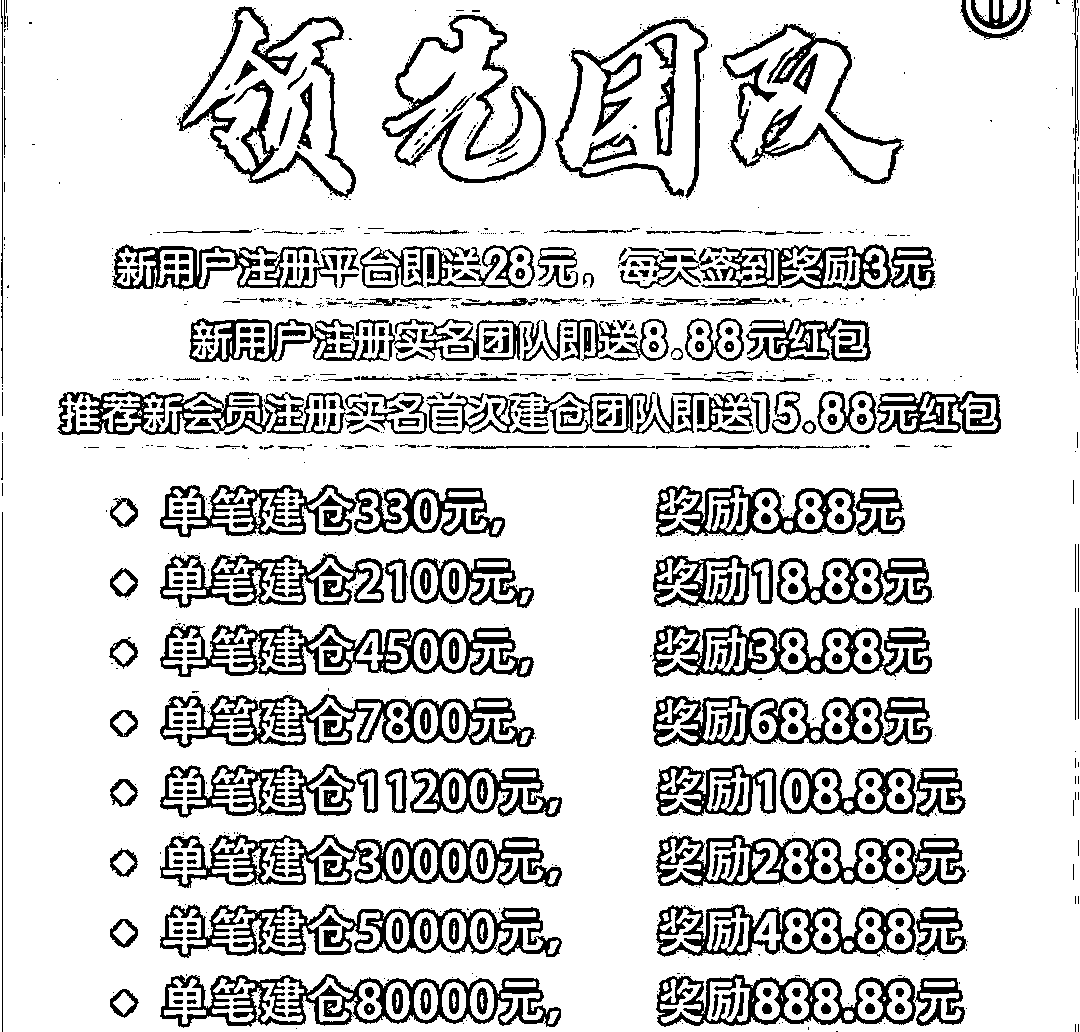 领先团队
新用户注册平台即送28元，每天签到奖励3元
新用户注册实名团队即送8.88元红包
推荐新会员注册实名首次建仓团队即送15.88元红包
◇ 单笔建仓330元, 奖励8.88元
◇ 单笔建仓2100元, 奖励18.88元
◇ 单笔建仓4500元, 奖励38.88元
◇ 单笔建仓7800元, 奖励68.88元
◇ 单笔建仓11200元, 奖励108.88元
◇ 单笔建仓30000元, 奖励288.88元
◇ 单笔建仓50000元, 奖励488.88元
◇ 单笔建仓80000元, 奖励888.88元